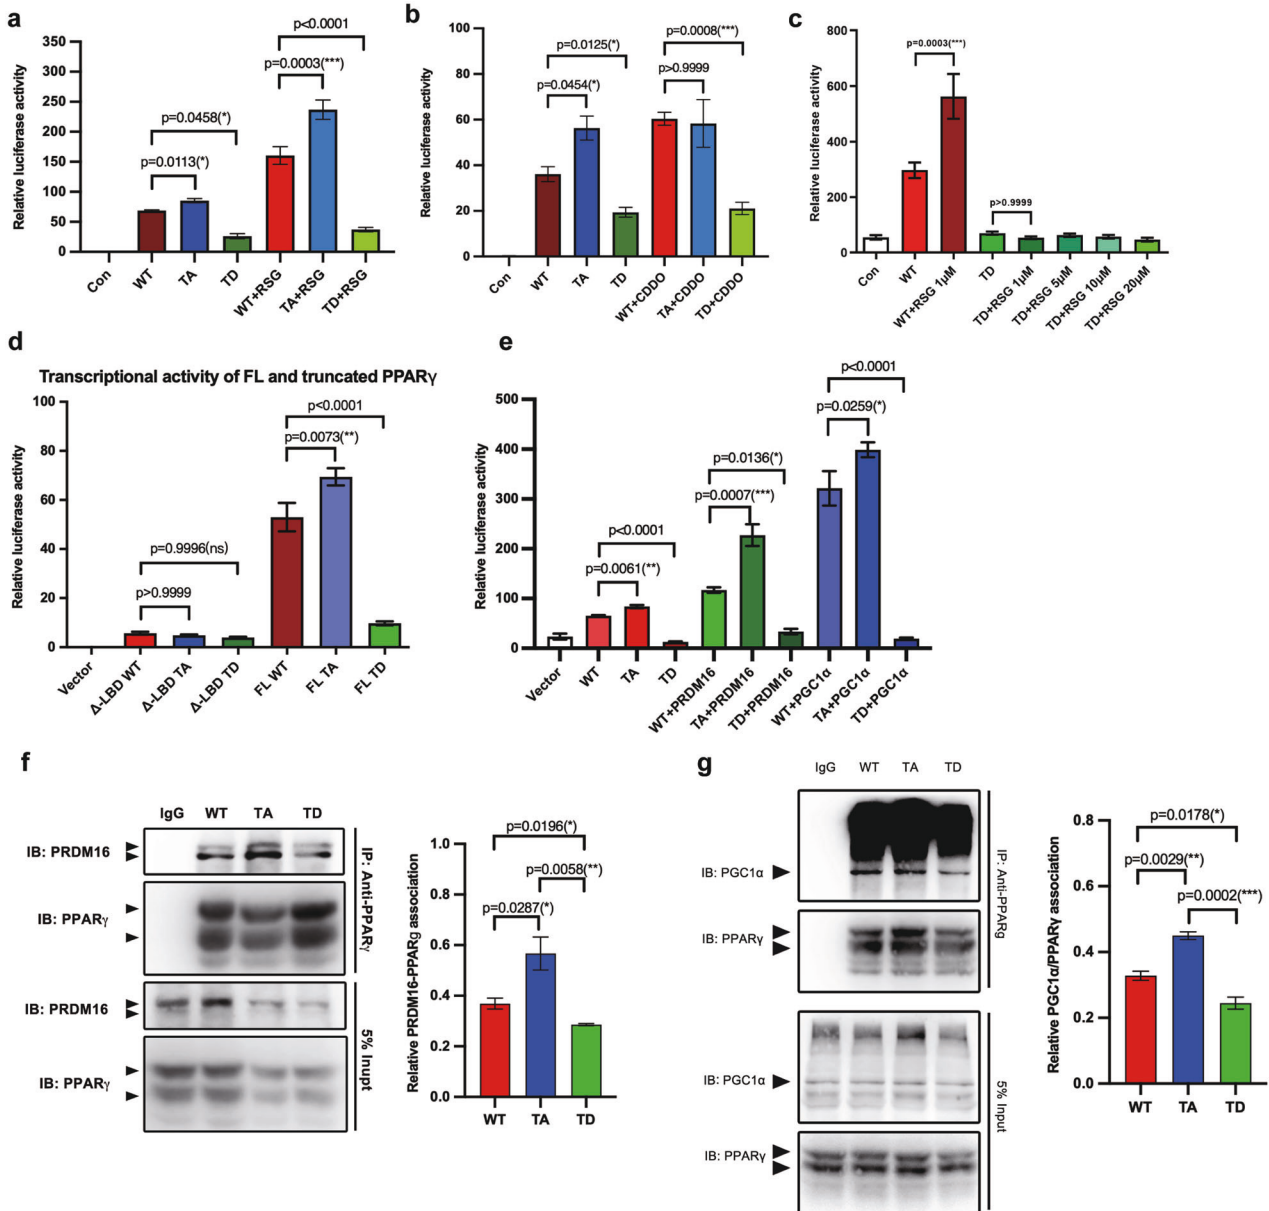 a
Relative luciferase activity
350
300
250
200
150
100
50
0
p<0.0001
p=0.0003(***)
p=0.0458(*)
p=0.0113(*)
Con
WT
TA
TD
WT+RSG
TA+RSG
TD+RSG
b
Relative luciferase activity
100
80
60
40
20
0
p=0.0125(*)
p=0.0454(*)
p=0.0008(***)
p>0.9999
Con
WT
TA
TD
WT+CDDO
TA+CDDO
TD+CDDO
c
Relative luciferase activity
800
600
400
200
0
p=0.0003(***)
p>0.9999
Con
WT
WT+RSG 1μM
TD
TD+RSG 1μM
TD+RSG 5μM
TD+RSG 10μM
TD+RSG 20μM
d
Transcriptional activity of FL and truncated PPARγ
Relative luciferase activity
100
80
60
40
20
0
p<0.0001
p=0.0073(**)
p=0.9996(ns)
p>0.9999
Vector
Δ-LBD WT
Δ-LBD TA
Δ-LBD TD
FL WT
FL TA
FL TD
e
Relative luciferase activity
500
400
300
200
100
0
p<0.0001
p=0.0259(*)
p=0.0136(*)
p=0.0007(***)
p<0.0001
p=0.0061(**)
Vector
WT
TA
TD
WT+PRDM16
TA+PRDM16
TD+PRDM16
WT+PGC1α
TA+PGC1α
TD+PGC1α
f
IgG WT TA TD
IB: PRDM16
IB: PPARγ
IP: Anti-PPARγ
IB: PRDM16
IB: PPARγ
5% Inupt
Relative PRDM16-PPARg association
1.0
0.8
0.6
0.4
0.2
0.0
p=0.0196(*)
p=0.0058(**)
p=0.0287(*)
WT TA TD
g
IgG WT TA TD
IB: PGC1α
IB: PPARγ
IP: Anti-PPARg
IB: PGC1α
IB: PPARγ
5% Input
Relative PGC1α/PPARγ association
0.8
0.6
0.4
0.2
0.0
p=0.0178(*)
p=0.0029(**)
p=0.0002(***)
WT TA TD